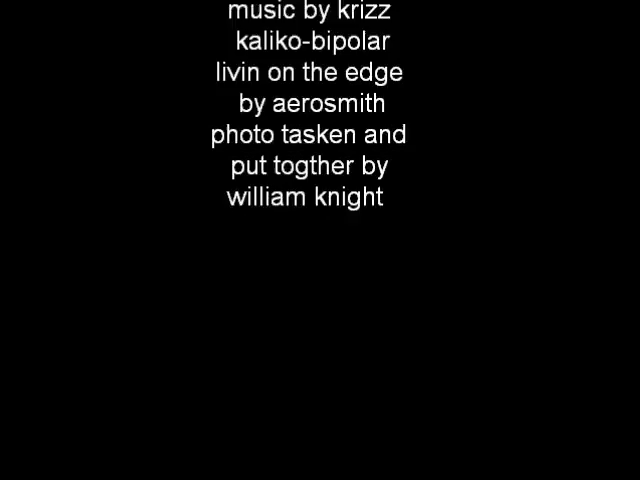 music by krizz
kaliko-bipolar
livin on the edge
by aerosmith
photo tasken and
put togther by
william knight